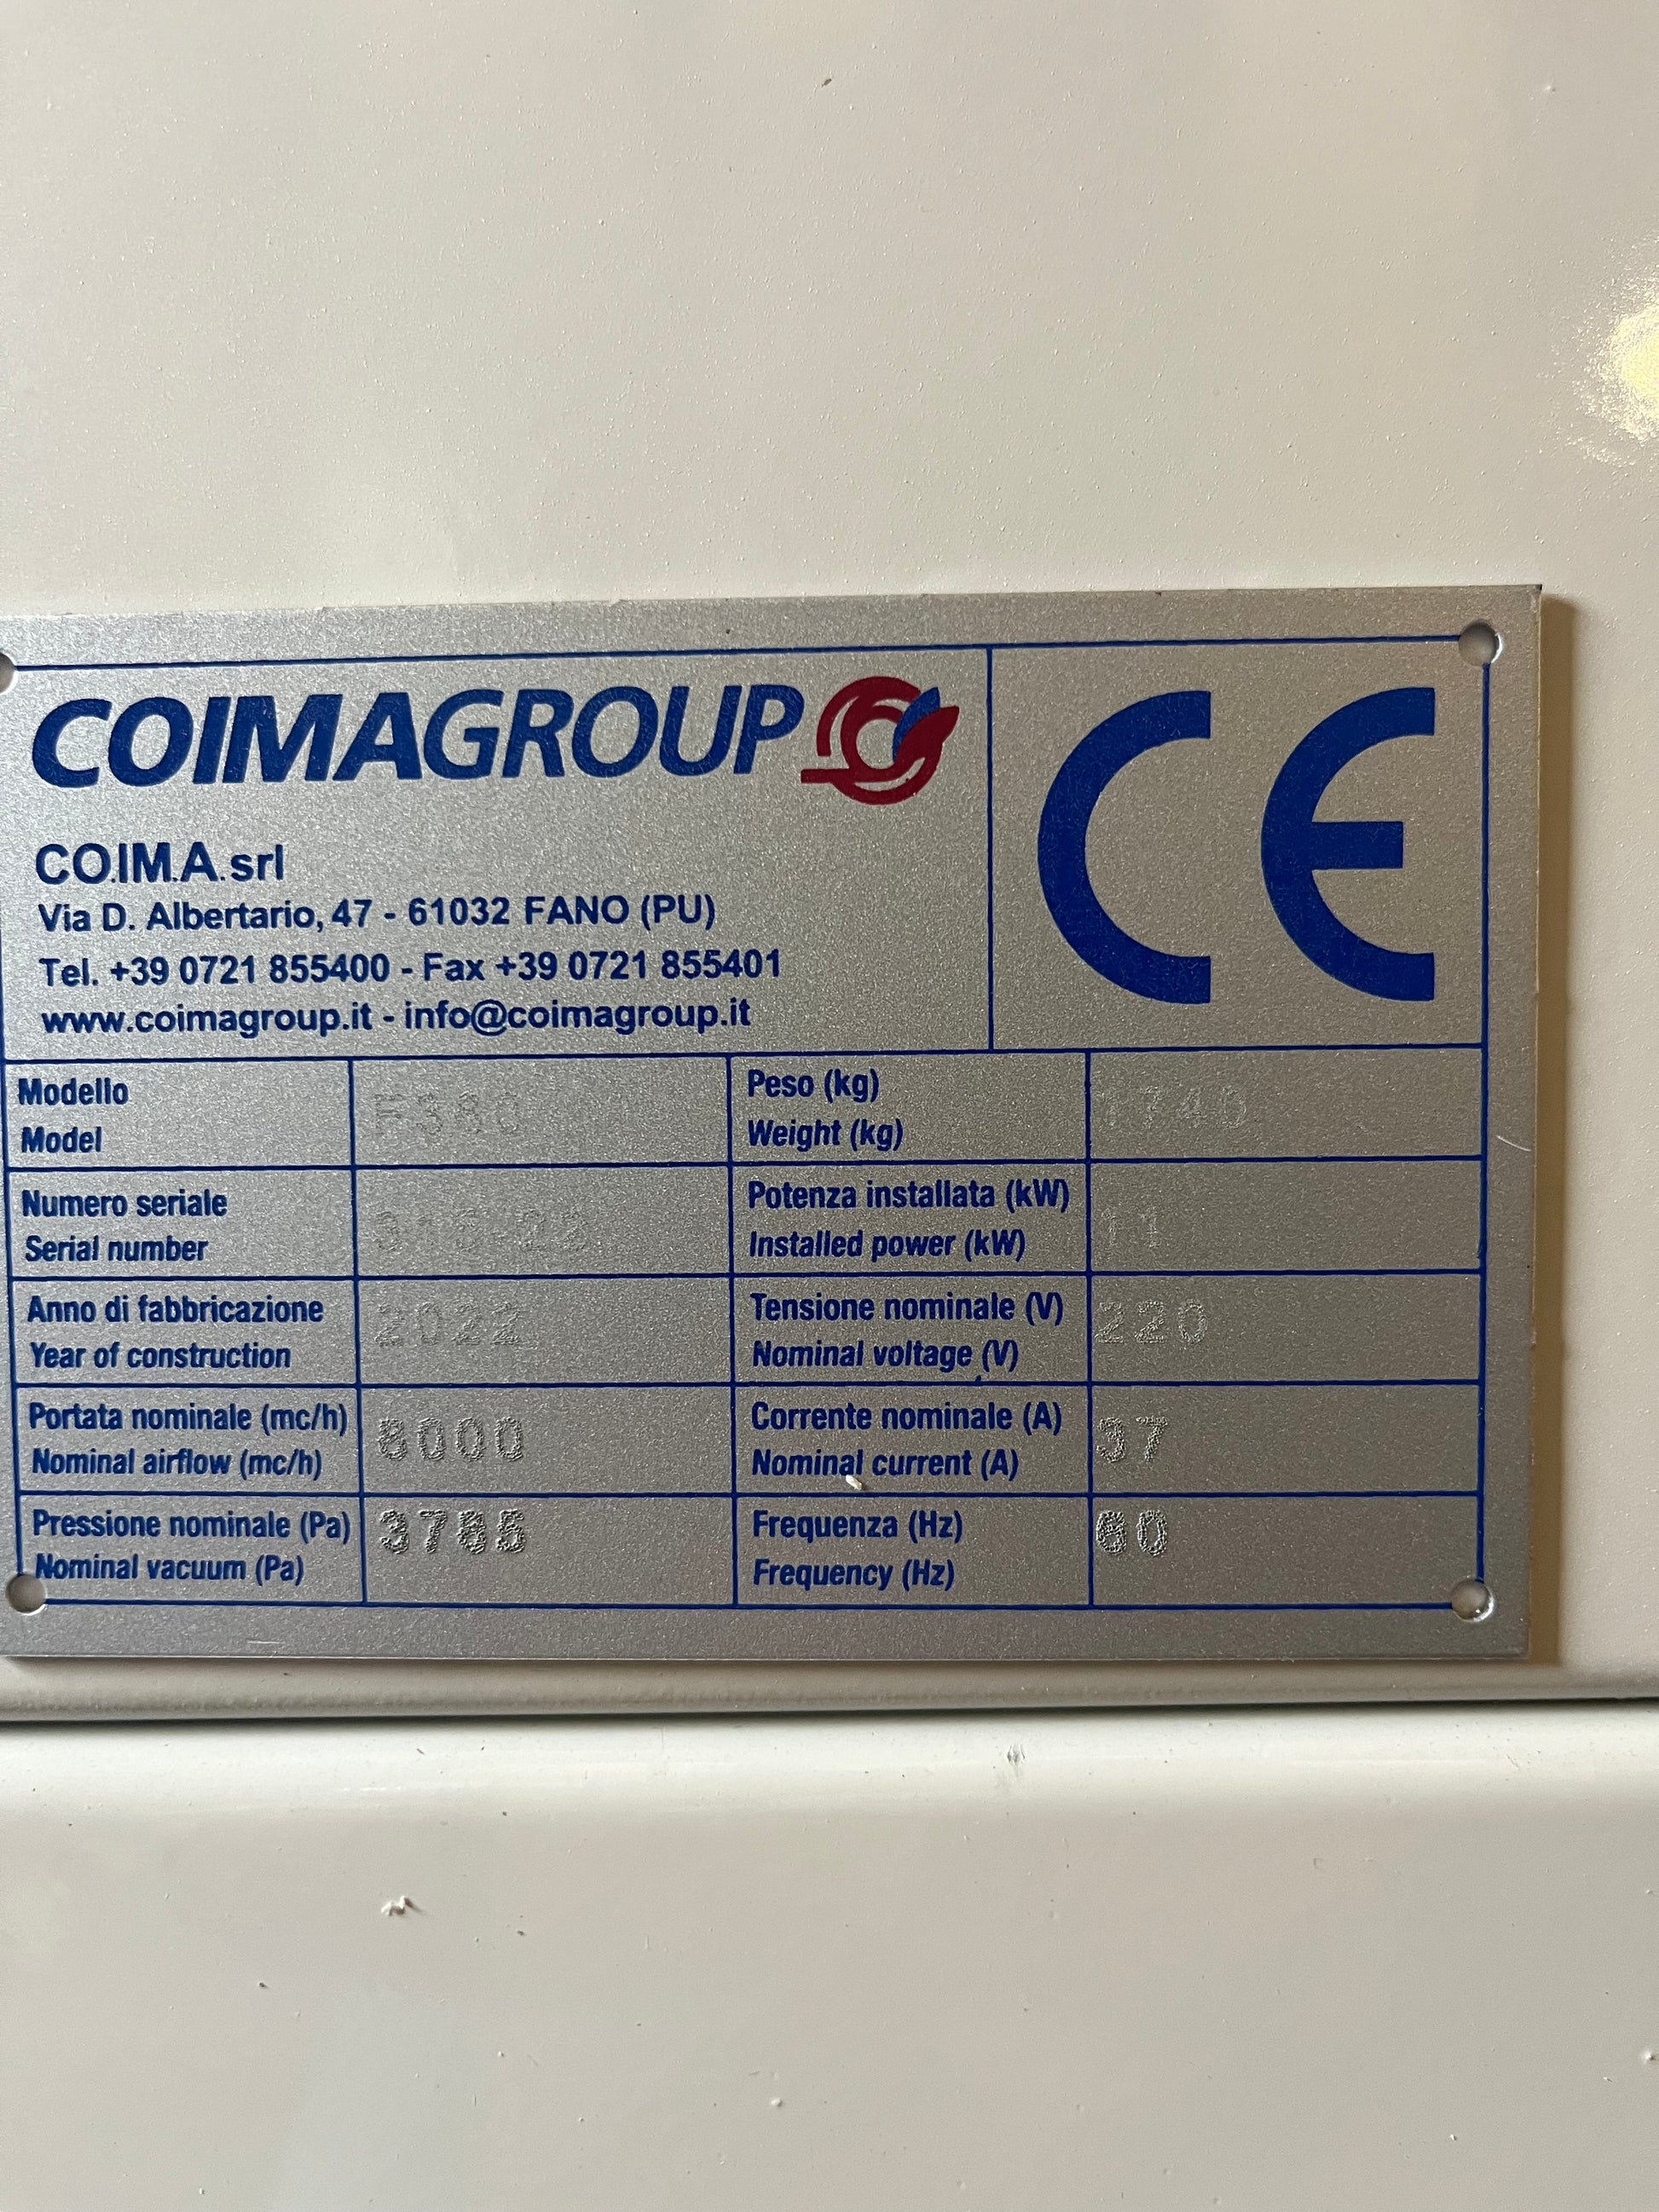 COIMAGROUP
CE
CO.IM.A. srl
Via D. Albertario, 47 - 61032 FANO (PU)
Tel. +39 0721 855400 - Fax +39 0721 855401
www.coimagroup.it - info@coimagroup.it
Modello
Model
Peso (kg)
Weight (kg)
Numero seriale
Serial number
Potenza installata (kW)
Installed power (kW)
11
Anno di fabbricazione
Year of construction
2022
Tensione nominale (V)
Nominal voltage (V)
220
Portata nominale (mc/h)
Nominal airflow (mc/h)
8000
Corrente nominale (A)
Nominal current (A)
37
Pressione nominale (Pa)
Nominal vacuum (Pa)
3785
Frequenza (Hz)
Frequency (Hz)
60